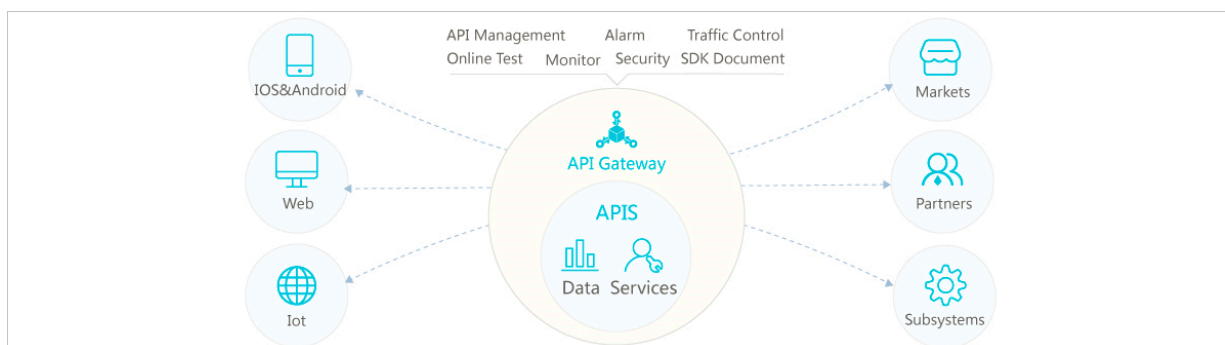 API Management Alarm Traffic Control
Online Test Monitor Security SDK Document
IOS&Android
Markets
API Gateway
Web
Partners
APIS
Data Services
Iot
Subsystems